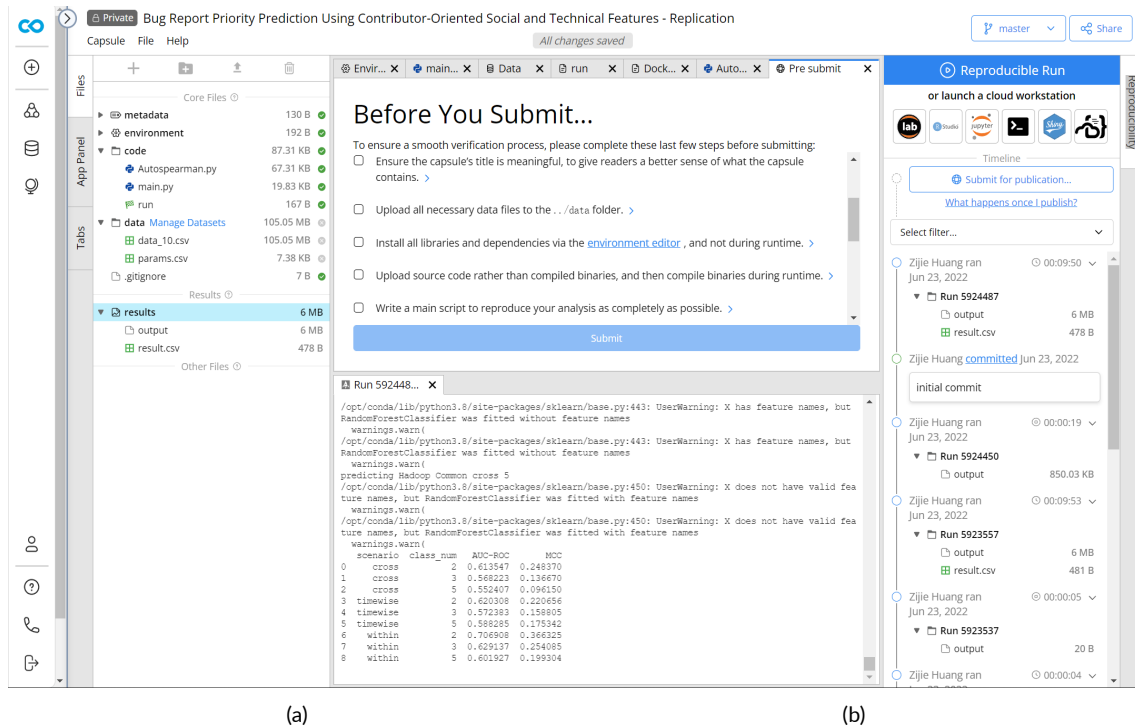 Private Bug Report Priority Prediction Using Contributor-Oriented Social and Technical Features - Replication
Capsule File Help
All changes saved
master
Share
Files
App Panel
Tabs
Core Files
metadata 130 B
environment 192 B
code 87.31 KB
Autospearman.py 67.31 KB
main.py 19.83 KB
run 167 B
data Manage Datasets 105.05 MB
data_10.csv 105.05 MB
params.csv 7.38 KB
.gitignore 7 B
Results
results 6 MB
output 6 MB
result.csv 478 B
Other Files
Envir... X main... X Data X run X Dock... X Auto... X Pre submit X
Before You Submit...
To ensure a smooth verification process, please complete these last few steps before submitting:
Ensure the capsule's title is meaningful, to give readers a better sense of what the capsule
contains. >
Upload all necessary data files to the ../data folder. >
Install all libraries and dependencies via the environment editor , and not during runtime. >
Upload source code rather than compiled binaries, and then compile binaries during runtime. >
Write a main script to reproduce your analysis as completely as possible. >
Submit
Run 592448... X
/opt/conda/lib/python3.8/site-packages/sklearn/base.py:443: UserWarning: X has feature names, but
RandomForestClassifier was fitted without feature names
warnings.warn(
/opt/conda/lib/python3.8/site-packages/sklearn/base.py:443: UserWarning: X has feature names, but
RandomForestClassifier was fitted without feature names
warnings.warn(
predicting Hadoop Common cross 5
/opt/conda/lib/python3.8/site-packages/sklearn/base.py:450: UserWarning: X does not have valid fea
ture names, but RandomForestClassifier was fitted with feature names
warnings.warn(
/opt/conda/lib/python3.8/site-packages/sklearn/base.py:450: UserWarning: X does not have valid fea
ture names, but RandomForestClassifier was fitted with feature names
warnings.warn(
scenario class_num AUC-ROC MCC
0 cross 2 0.613547 0.248370
1 cross 3 0.568223 0.136670
2 cross 5 0.552407 0.096150
3 timewise 2 0.620308 0.220656
4 timewise 3 0.572383 0.158805
5 timewise 5 0.588285 0.175342
6 within 2 0.706908 0.366325
7 within 3 0.629137 0.254085
8 within 5 0.601927 0.199304
Reproducible Run
or launch a cloud workstation
lab
R Studio
jupyter
Shiny
Timeline
Submit for publication...
What happens once I publish?
Select filter...
Zijie Huang ran 00:09:50
Jun 23, 2022
Run 5924487
output 6 MB
result.csv 478 B
Zijie Huang committed Jun 23, 2022
initial commit
Zijie Huang ran 00:00:19
Jun 23, 2022
Run 5924450
output 850.03 KB
Zijie Huang ran 00:09:53
Jun 23, 2022
Run 5923557
output 6 MB
result.csv 481 B
Zijie Huang ran 00:00:05
Jun 23, 2022
Run 5923537
output 20 B
Zijie Huang ran 00:00:04
Reproducibility
(a)
(b)